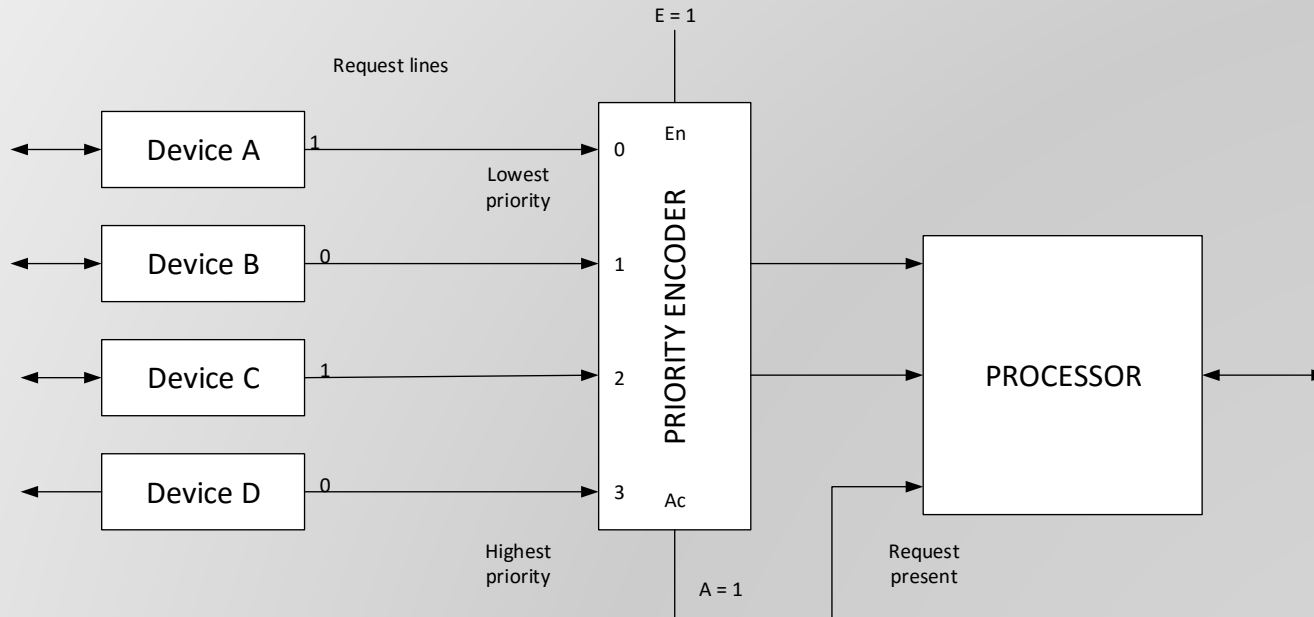 E = 1
Request lines
Device A
1
0
En
Lowest
priority
Device B
0
1
PRIORITY ENCODER
Device C
1
2
PROCESSOR
Device D
0
3
Ac
Highest
priority
Request
present
A = 1